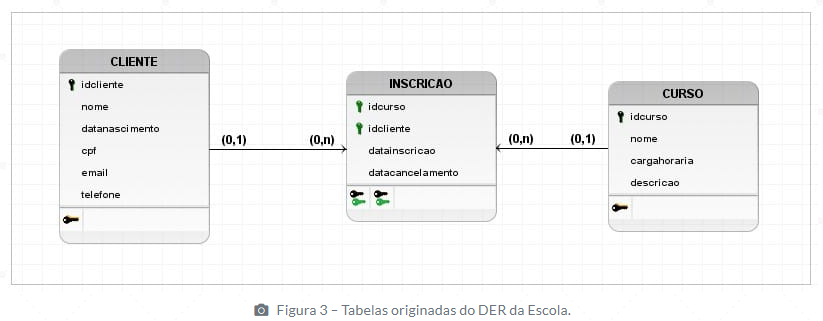 CLIENTE
idcliente
nome
datanascimento
cpf
email
telefone
(0,1)
(0,n)
INSCRICAO
idcurso
idcliente
datainscricao
datacancelamento
(0,n)
(0,1)
CURSO
idcurso
nome
cargahoraria
descricao
Figura 3 – Tabelas originadas do DER da Escola.